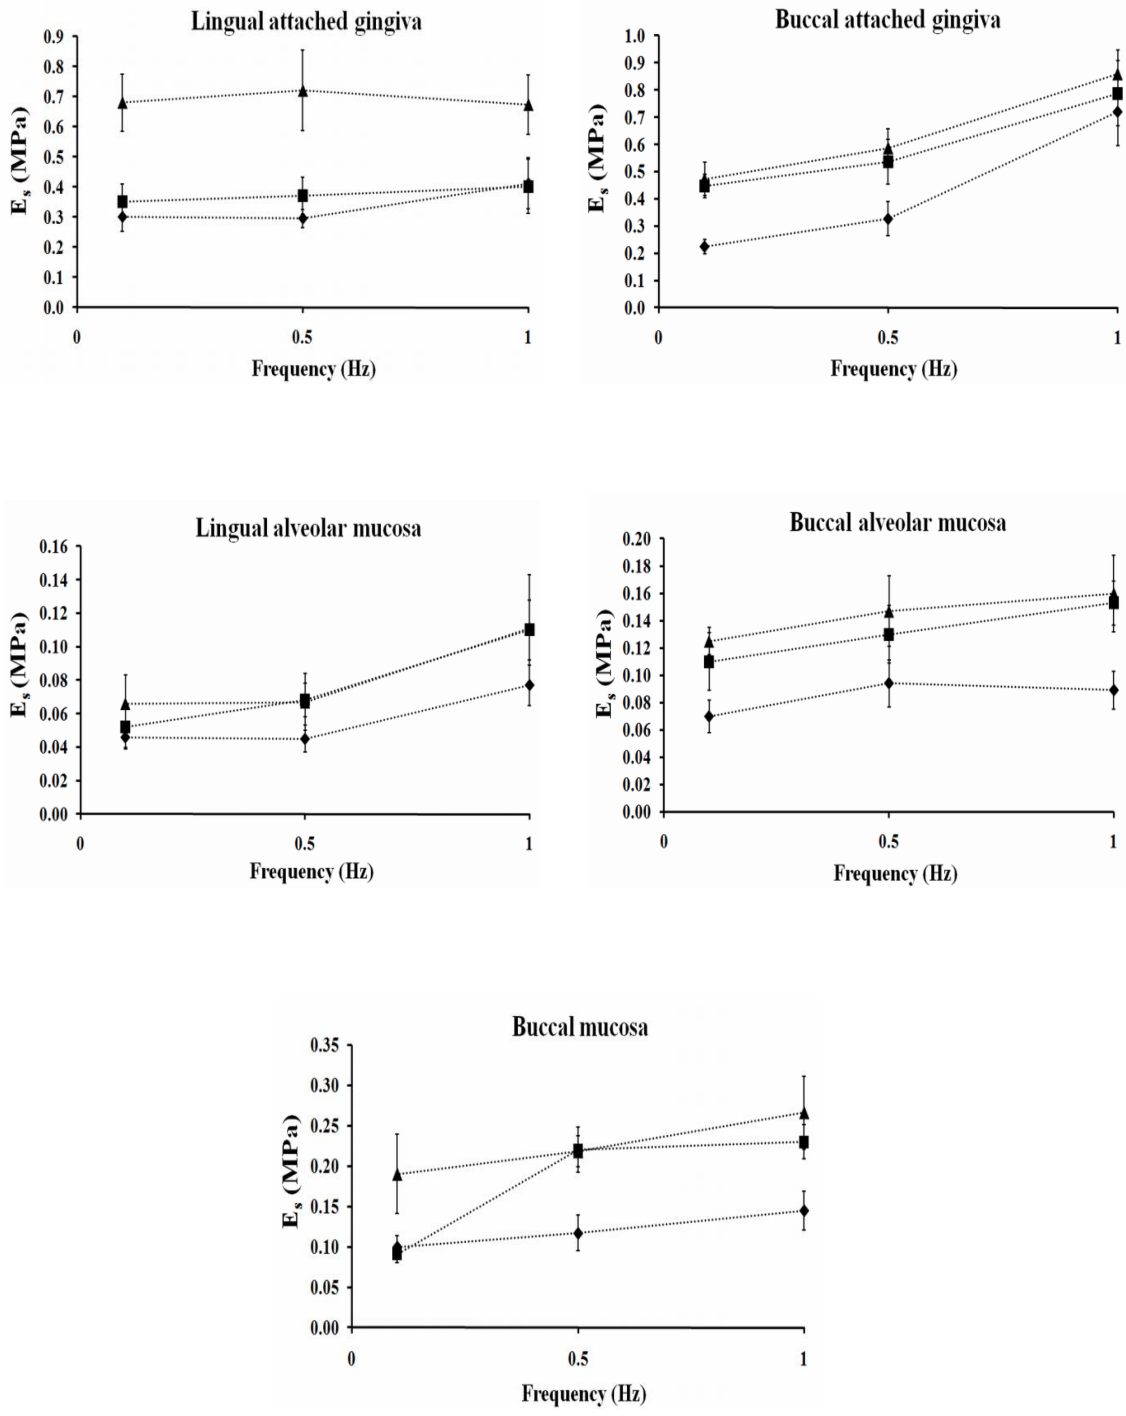 Lingual attached gingiva
0.9
0.8
0.7
0.6
0.5
0.4
0.3
0.2
0.1
0.0
Es (MPa)
0 0.5 1
Frequency (Hz)
Buccal attached gingiva
1.0
0.9
0.8
0.7
0.6
0.5
0.4
0.3
0.2
0.1
0.0
Es (MPa)
0 0.5 1
Frequency (Hz)
Lingual alveolar mucosa
0.16
0.14
0.12
0.10
0.08
0.06
0.04
0.02
0.00
Es (MPa)
0 0.5 1
Frequency (Hz)
Buccal alveolar mucosa
0.20
0.18
0.16
0.14
0.12
0.10
0.08
0.06
0.04
0.02
0.00
Es (MPa)
0 0.5 1
Frequency (Hz)
Buccal mucosa
0.35
0.30
0.25
0.20
0.15
0.10
0.05
0.00
Es (MPa)
0 0.5 1
Frequency (Hz)